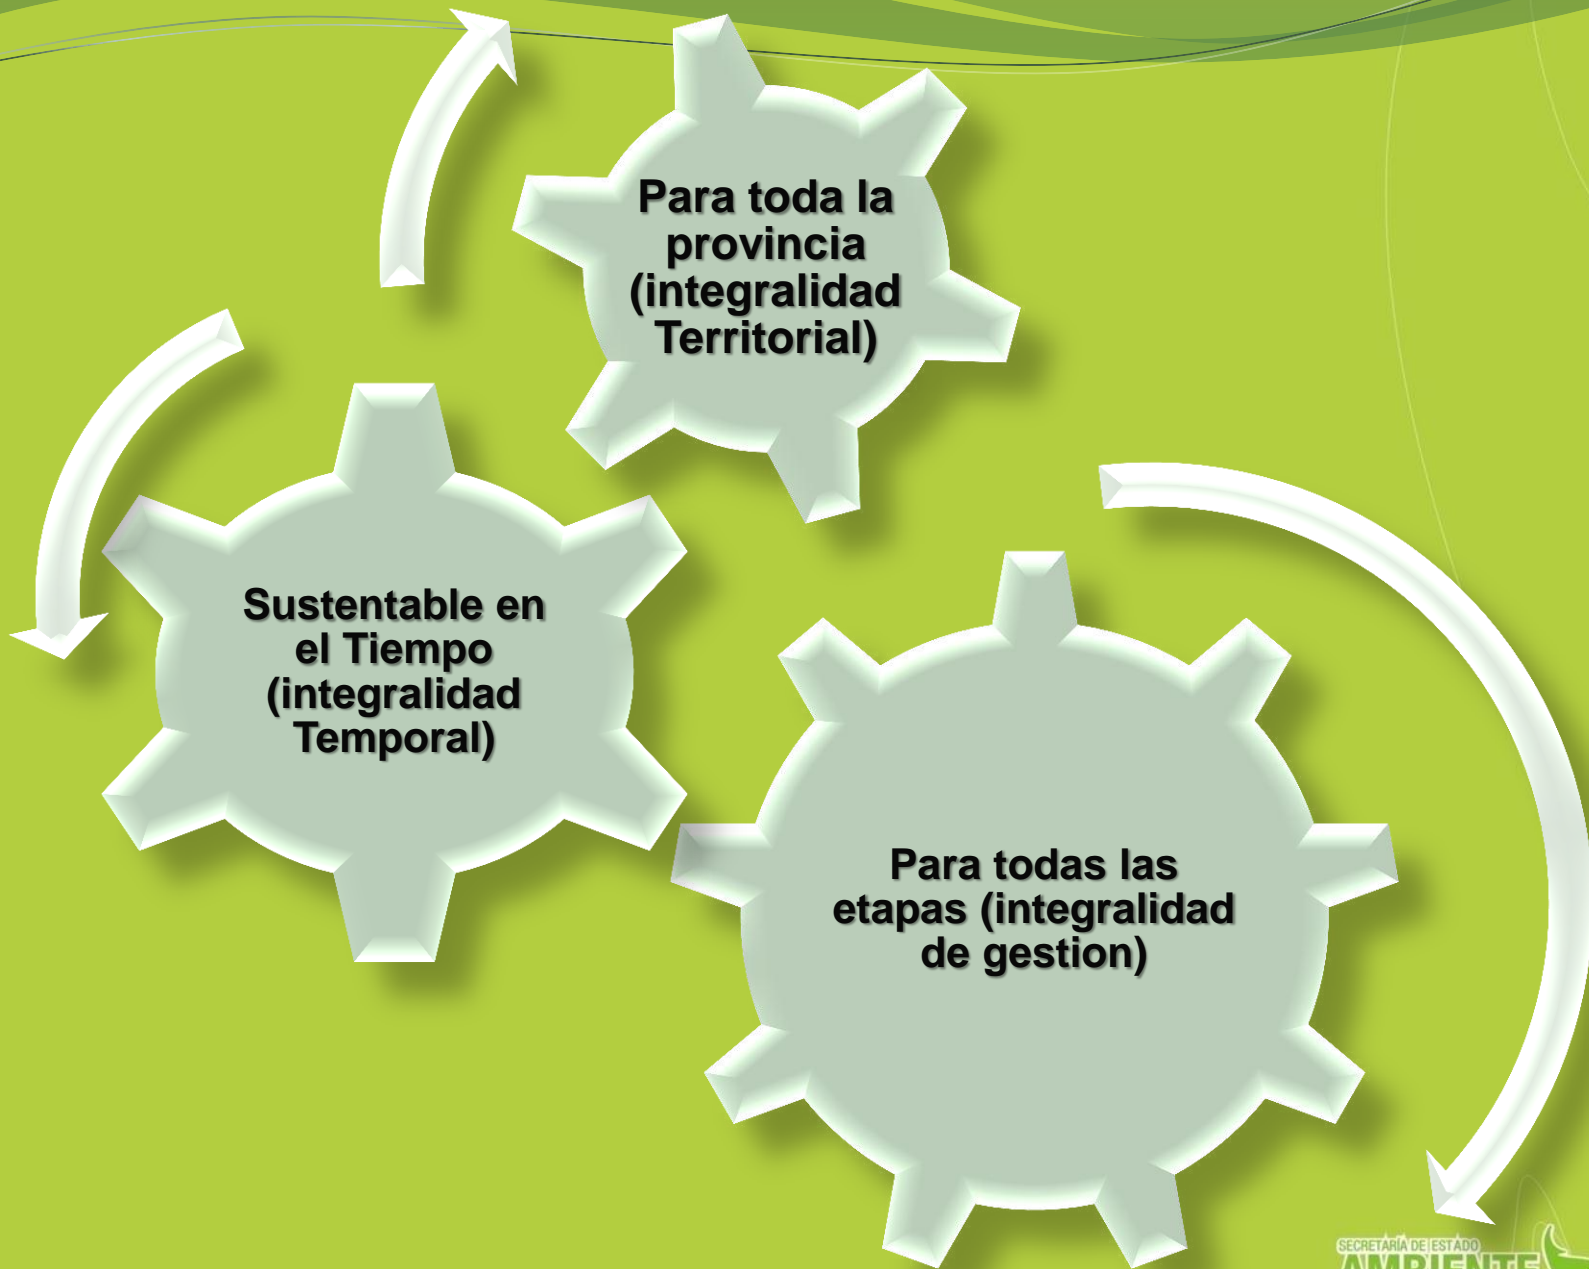 Para toda la
provincia
(integralidad
Territorial)
Sustentable en
el Tiempo
(integralidad
Temporal)
Para todas las
etapas (integralidad
de gestion)
SECRETARÍA DE ESTADO
AMBIENTE